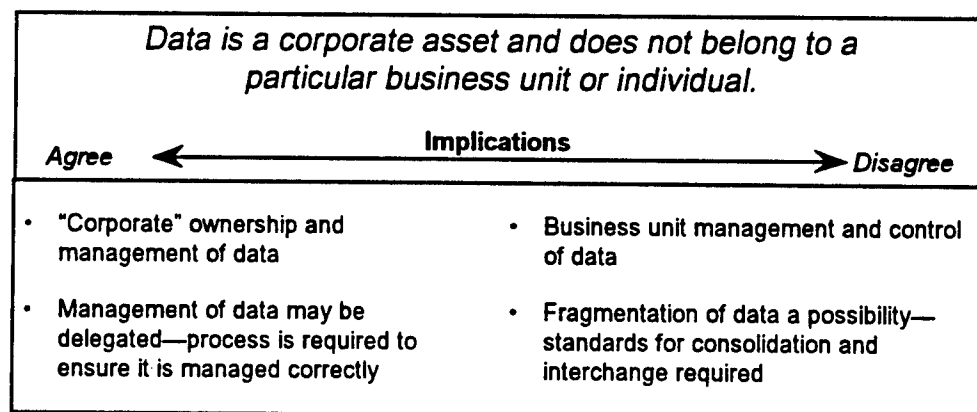 Data is a corporate asset and does not belong to a
particular business unit or individual.
Implications
Agree
Disagree
• "Corporate" ownership and
management of data
• Management of data may be
delegated—process is required to
ensure it is managed correctly
• Business unit management and control
of data
• Fragmentation of data a possibility—
standards for consolidation and
interchange required